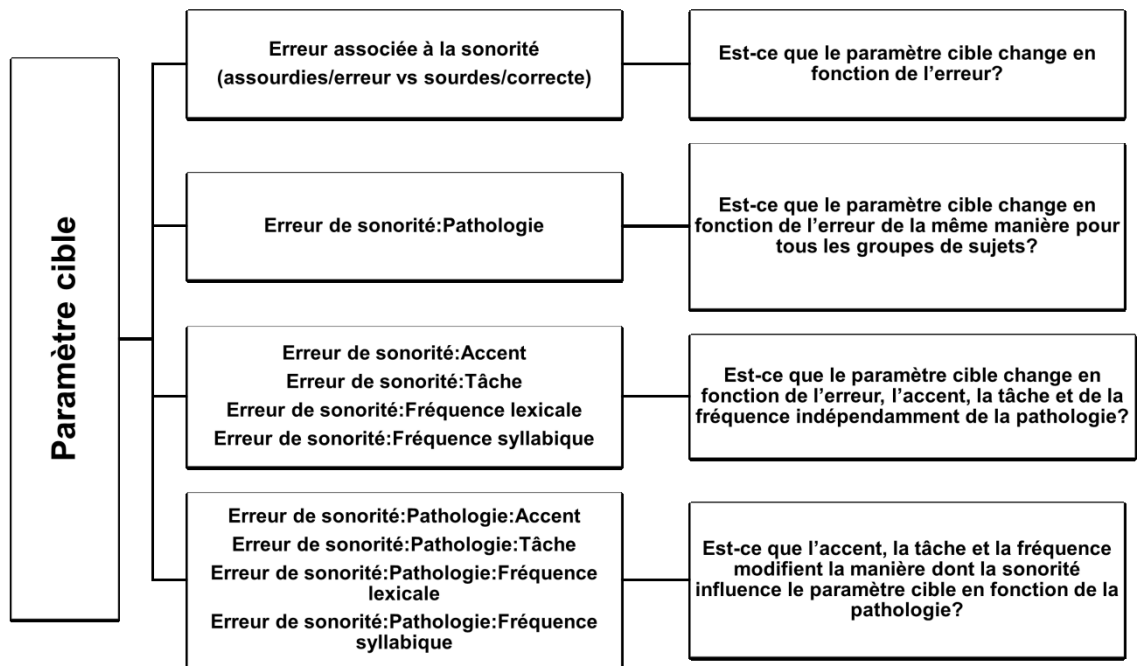 Paramètre cible
Erreur associée à la sonorité
(assourdies/erreur vs sourdes/correcte)
Est-ce que le paramètre cible change en
fonction de l'erreur?
Erreur de sonorité:Pathologie
Est-ce que le paramètre cible change en
fonction de l'erreur de la même manière pour
tous les groupes de sujets?
Erreur de sonorité:Accent
Erreur de sonorité:Tâche
Erreur de sonorité:Fréquence lexicale
Erreur de sonorité:Fréquence syllabique
Est-ce que le paramètre cible change en
fonction de l'erreur, l'accent, la tâche et de la
fréquence indépendamment de la pathologie?
Erreur de sonorité:Pathologie:Accent
Erreur de sonorité:Pathologie:Tâche
Erreur de sonorité:Pathologie:Fréquence
lexicale
Erreur de sonorité:Pathologie:Fréquence
syllabique
Est-ce que l'accent, la tâche et la fréquence
modifient la manière dont la sonorité
influence le paramètre cible en fonction de la
pathologie?